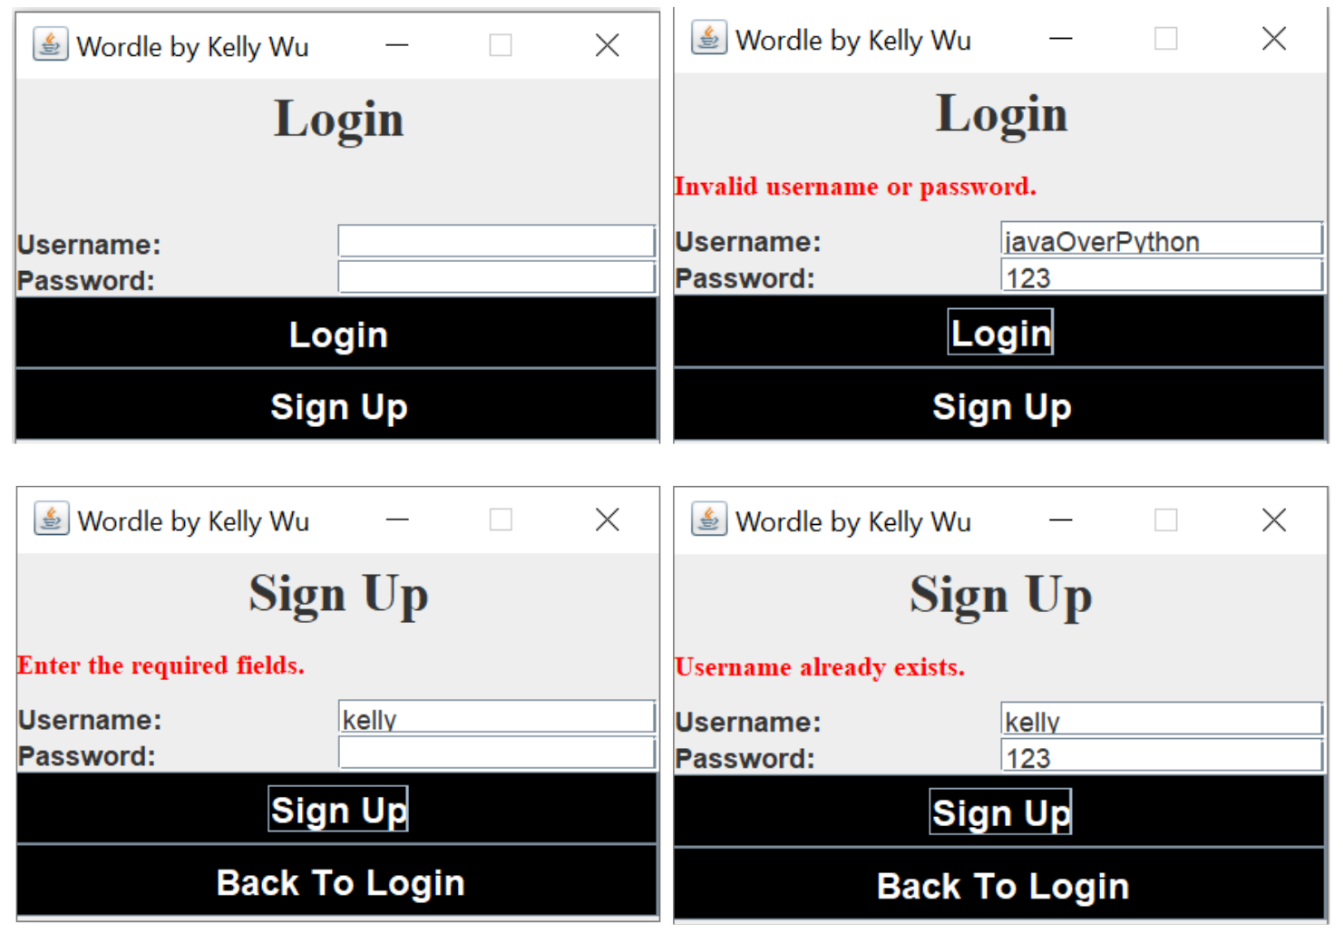 Wordle by Kelly Wu
Login
Username:
Password:
Login
Sign Up
Wordle by Kelly Wu
Login
Invalid username or password.
Username: javaOverPython
Password: 123
Login
Sign Up
Wordle by Kelly Wu
Sign Up
Enter the required fields.
Username: kelly
Password:
Sign Up
Back To Login
Wordle by Kelly Wu
Sign Up
Username already exists.
Username: kelly
Password: 123
Sign Up
Back To Login